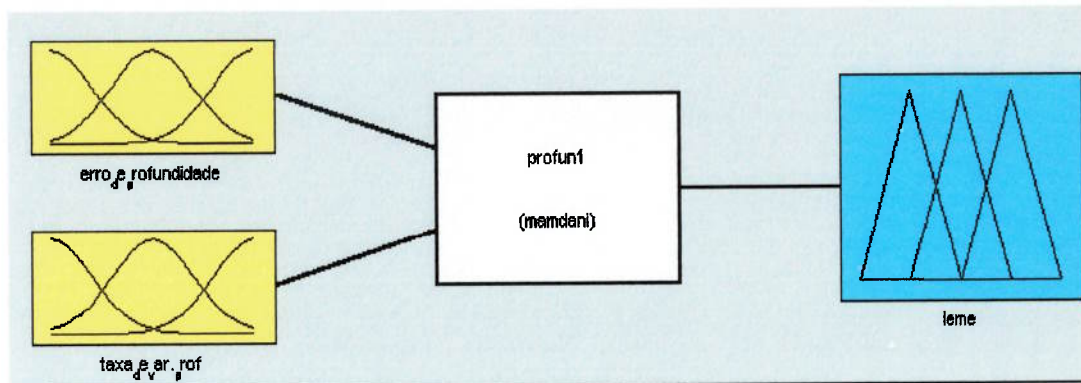 erro_de_profundidade
profun1
(mamdani)
leme
taxa_de_var._prof